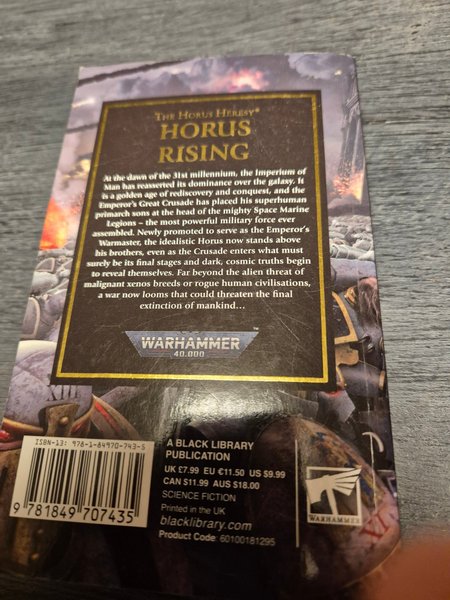 THE HORUS HERESY®
HORUS
RISING
At the dawn of the 31st millennium, the Imperium of
Man has reasserted its dominance over the galaxy. It
is a golden age of rediscovery and conquest, and the
Emperor's Great Crusade has placed his superhuman
primarch sons at the head of the mighty Space Marine
Legions – the most powerful military force ever
assembled. Newly promoted to serve as the Emperor's
Warmaster, the idealistic Horus now stands above
his brothers, even as the Crusade enters what must
surely be its final stages and dark, cosmic truths begin
to reveal themselves. Far beyond the alien threat of
malignant xenos breeds or rogue human civilisations,
a war now looms that could threaten the final
extinction of mankind...
WARHAMMER™
40,000
XIII
ISBN-13: 978-1-84970-743-5
9 781849 707435
A BLACK LIBRARY
PUBLICATION
UK £7.99 EU €11.50 US $9.99
CAN $11.99 AUS $18.00
SCIENCE FICTION
Printed in the UK
blacklibrary.com
Product Code: 60100181295
WARHAMMER
XVI